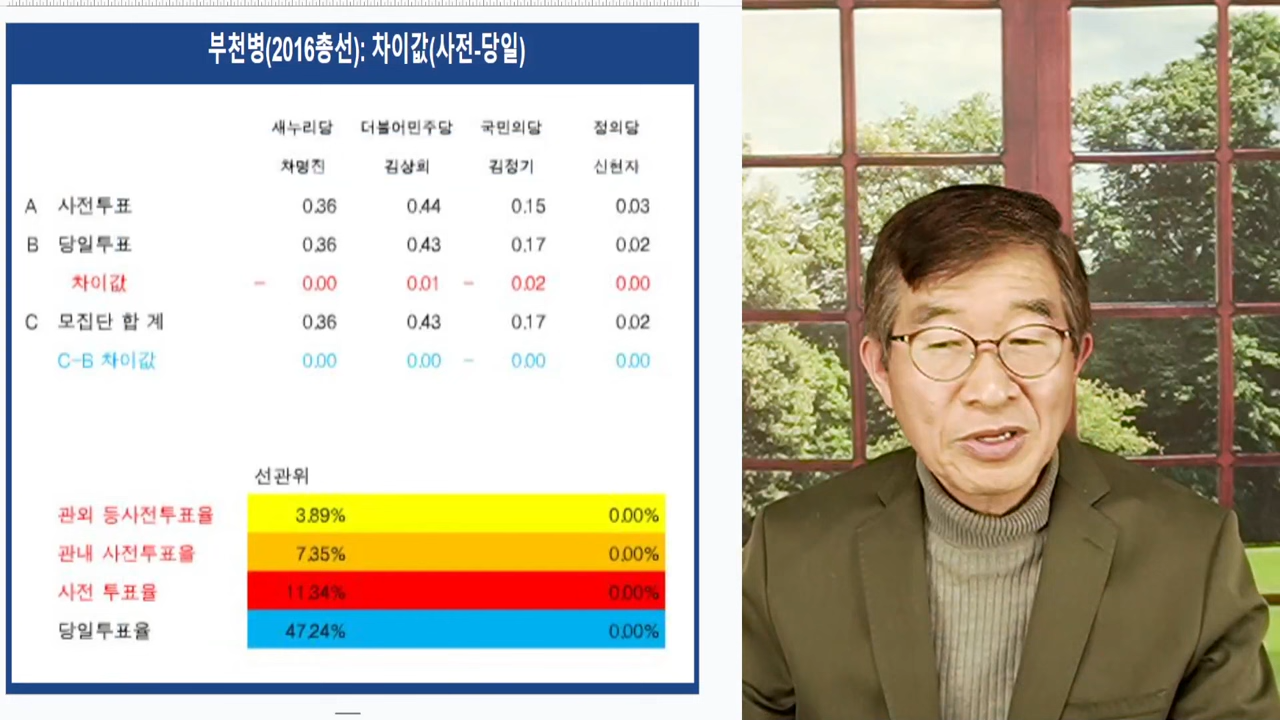 부천병(2016총선): 차이값(사전-당일)
새누리당 더불어민주당 국민의당 정의당
차명진 김상희 김정기 신현자
A 사전투표 0.36 0.44 0.15 0.03
B 당일투표 0.36 0.43 0.17 0.02
차이값 - 0.00 0.01 - 0.02 0.00
C 모집단 합 계 0.36 0.43 0.17 0.02
C-B 차이값 0.00 0.00 - 0.00 0.00
선관위
관외 등사전투표율 3.89% 0.00%
관내 사전투표율 7.35% 0.00%
사전 투표율 11.34% 0.00%
당일투표율 47.24% 0.00%